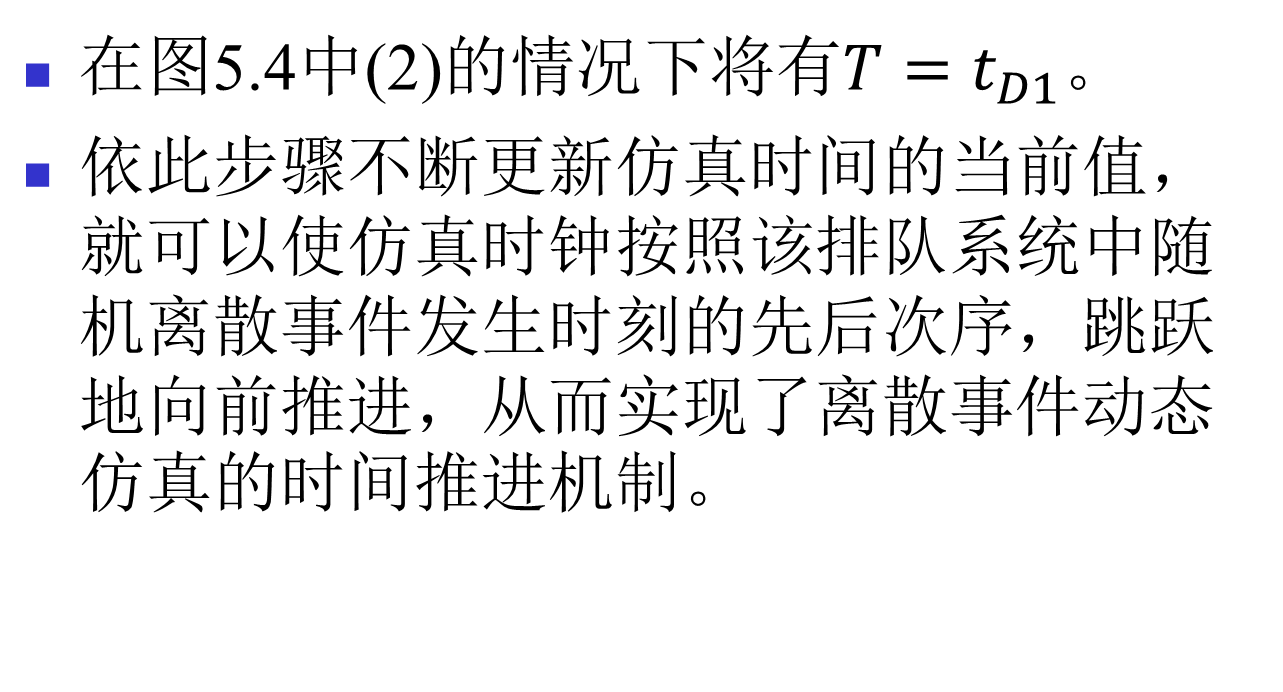 在图5.4中(2)的情况下将有T = t_{D1}。
依此步骤不断更新仿真时间的当前值，
就可以使仿真时钟按照该排队系统中随
机离散事件发生时刻的先后次序，跳跃
地向前推进，从而实现了离散事件动态
仿真的时间推进机制。